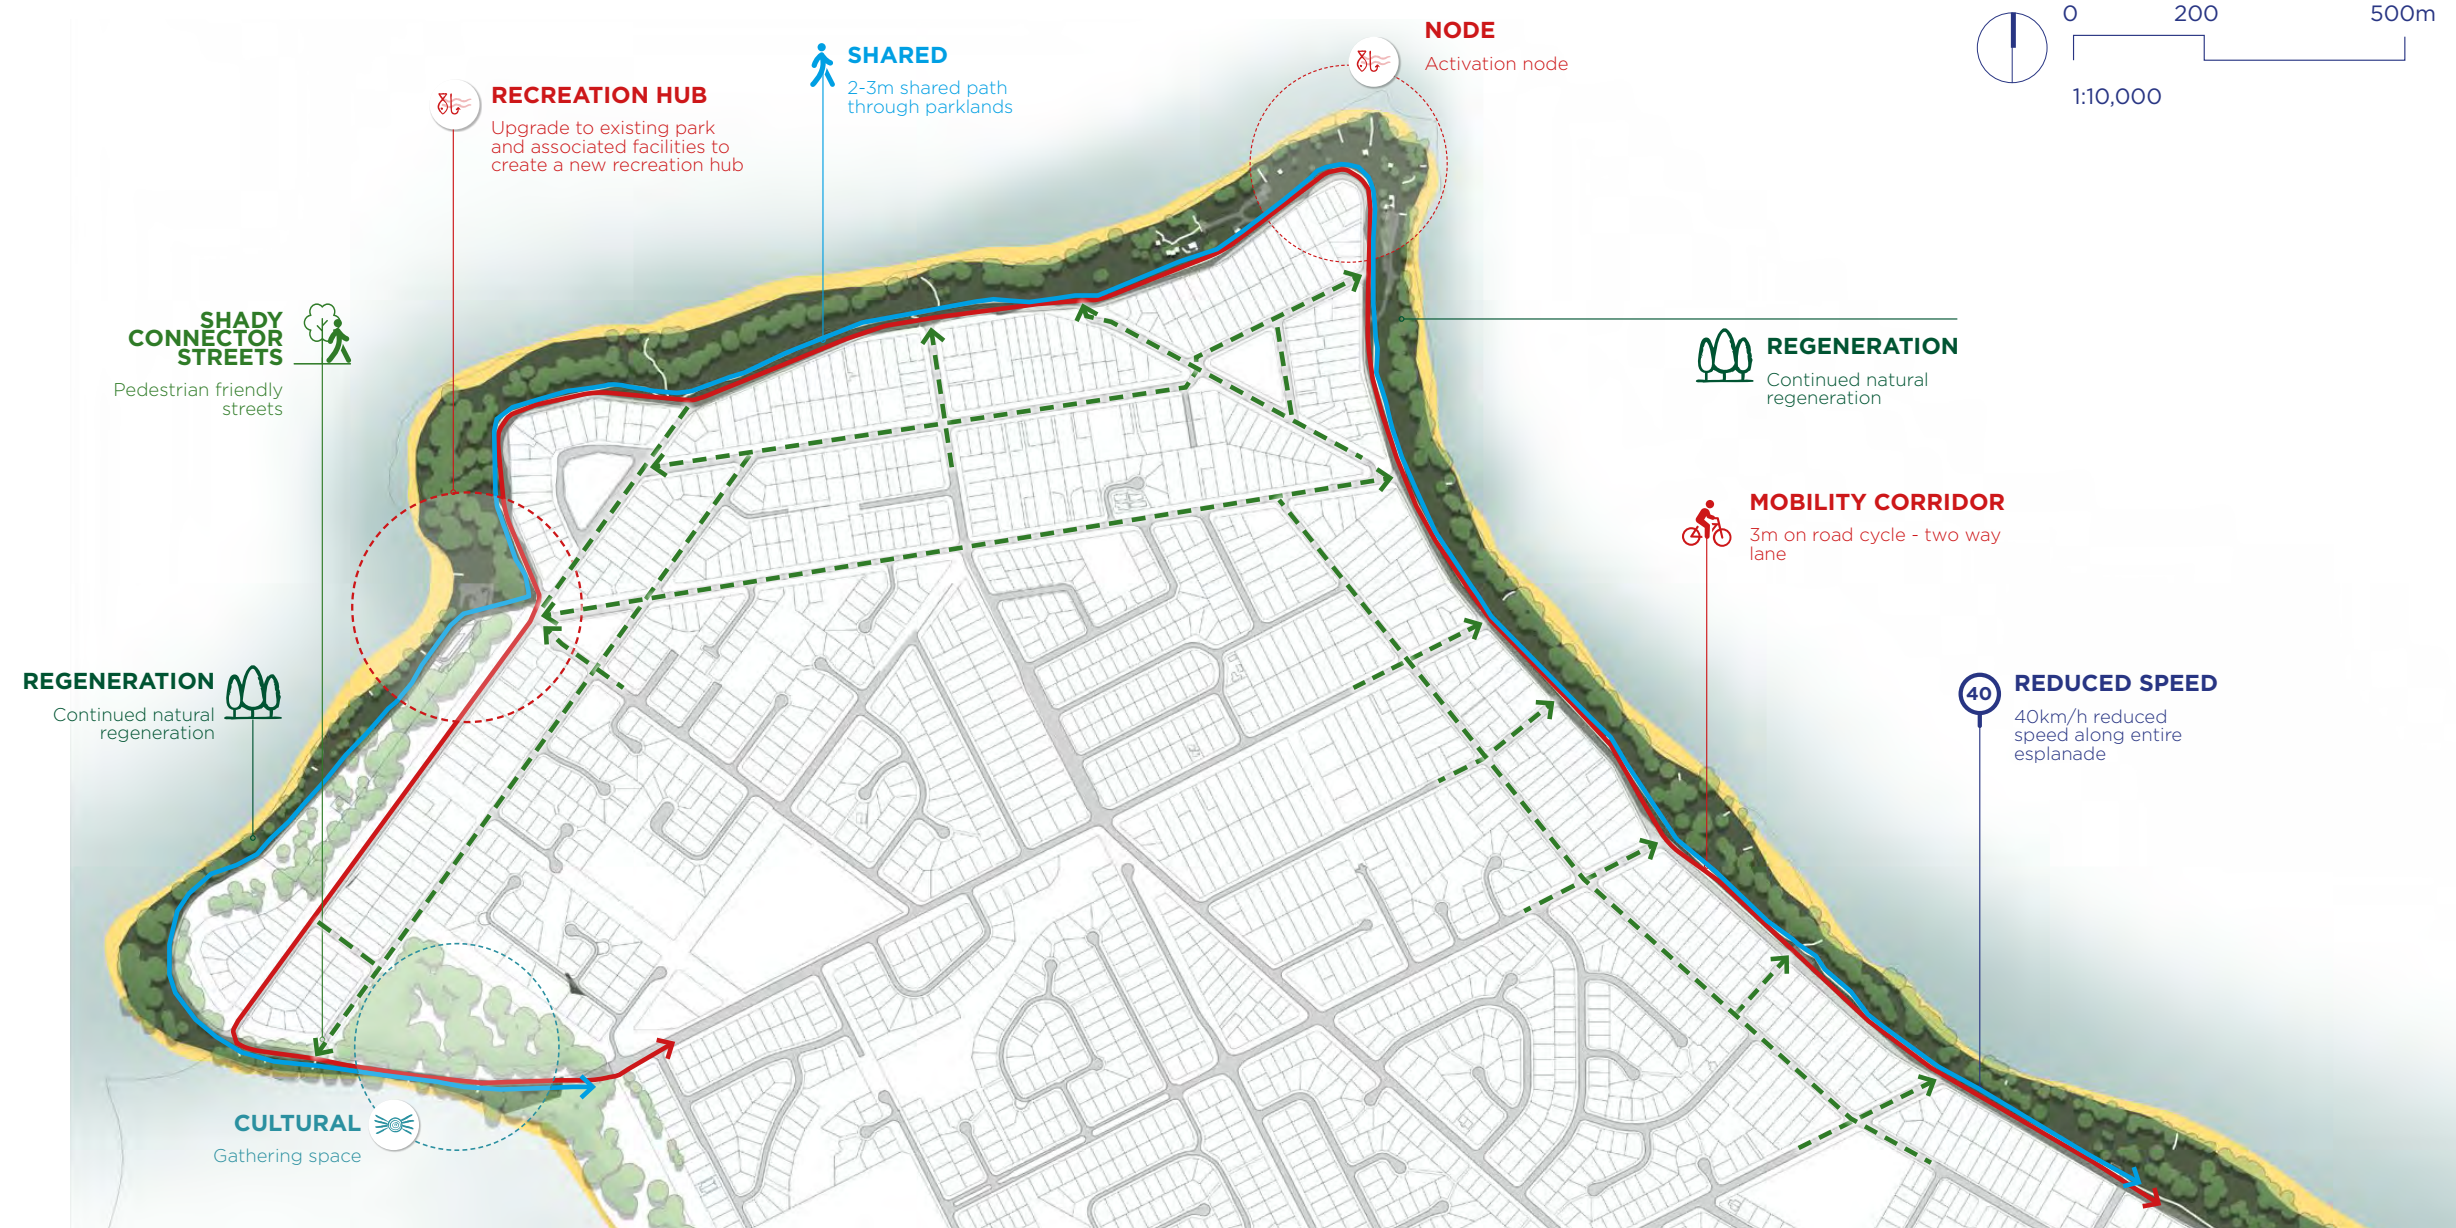 0 200 500m
1:10,000
NODE
Activation node
SHARED
2-3m shared path
through parklands
RECREATION HUB
Upgrade to existing park
and associated facilities to
create a new recreation hub
SHADY
CONNECTOR
STREETS
Pedestrian friendly
streets
REGENERATION
Continued natural
regeneration
MOBILITY CORRIDOR
3m on road cycle - two way
lane
REGENERATION
Continued natural
regeneration
40
REDUCED SPEED
40km/h reduced
speed along entire
esplanade
CULTURAL
Gathering space